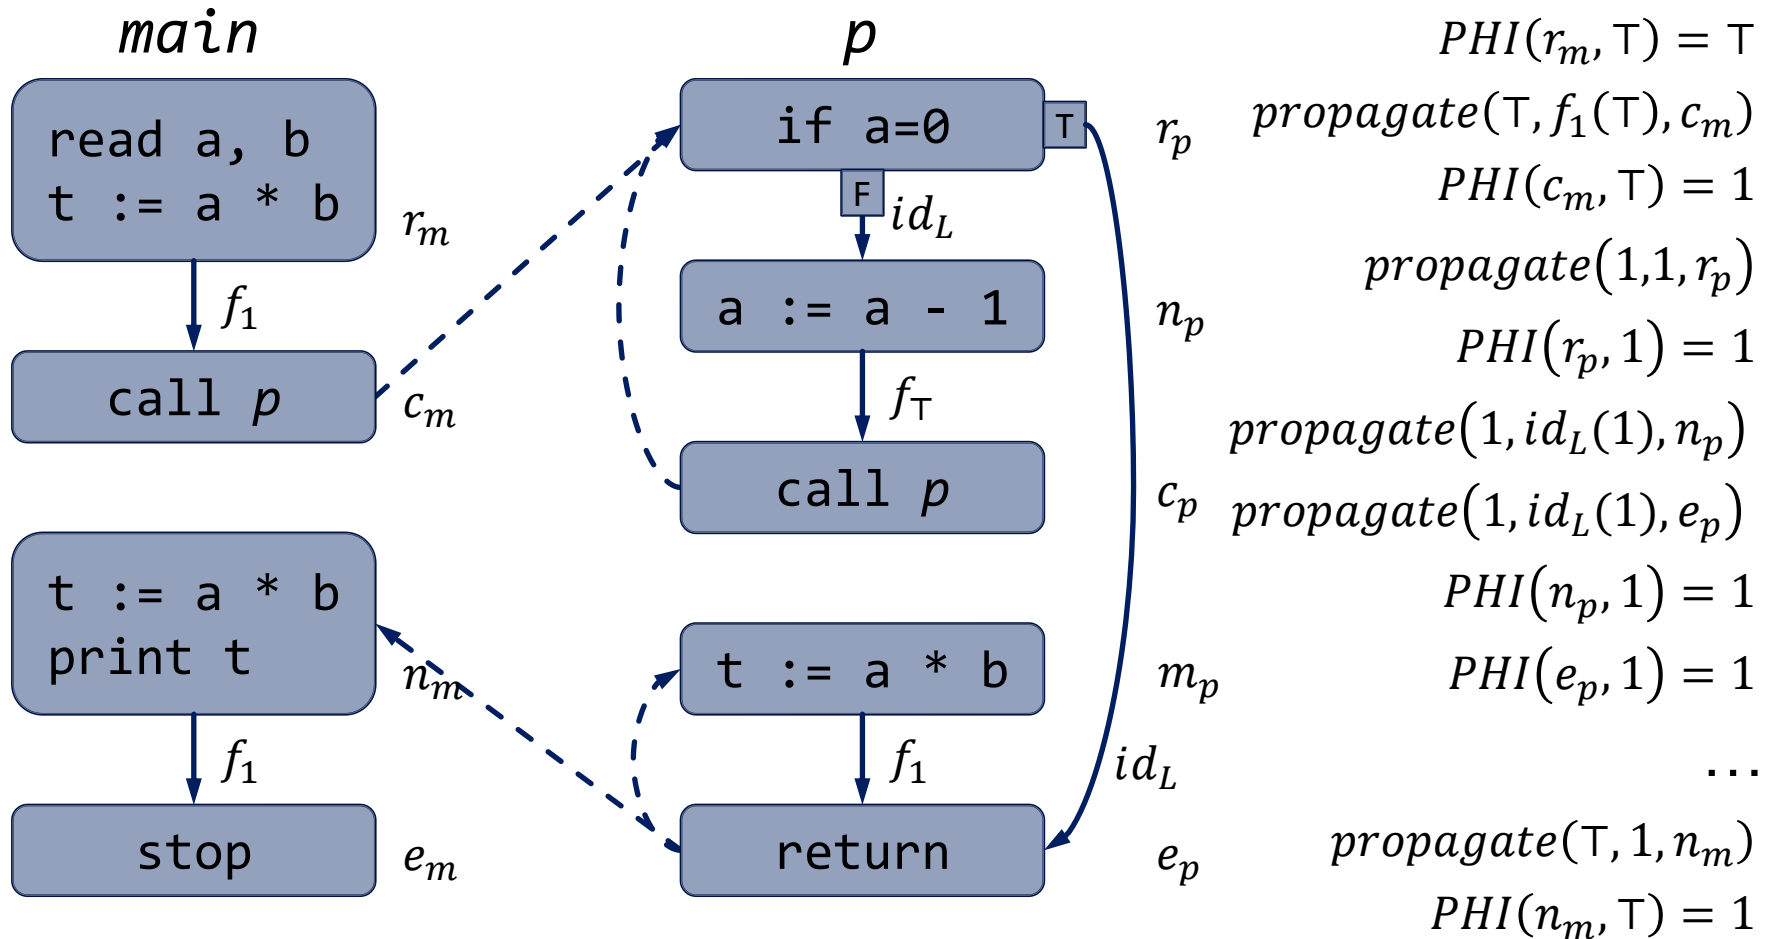 main
read a, b
t := a * b
r_m
f_1
call p
c_m
t := a * b
print t
n_m
f_1
stop
e_m
p
if a=0
T
r_p
F
id_L
a := a - 1
n_p
f_⊤
call p
c_p
t := a * b
m_p
f_1
id_L
return
e_p
PHI(r_m, ⊤) = ⊤
propagate(⊤, f_1(⊤), c_m)
PHI(c_m, ⊤) = 1
propagate(1,1, r_p)
PHI(r_p, 1) = 1
propagate(1, id_L(1), n_p)
propagate(1, id_L(1), e_p)
PHI(n_p, 1) = 1
PHI(e_p, 1) = 1
...
propagate(⊤, 1, n_m)
PHI(n_m, ⊤) = 1